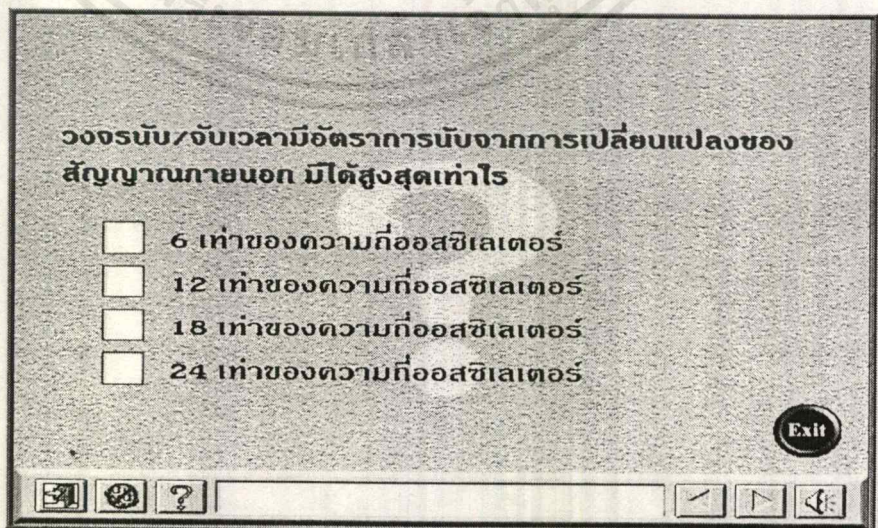 วงจรนับ/จับเวลามีอัตราการนับจากการเปลี่ยนแปลงของ
สัญญาณภายนอก มีได้สูงสุดเท่าไร
6 เท่าของความถี่ออสซิเลเตอร์
12 เท่าของความถี่ออสซิเลเตอร์
18 เท่าของความถี่ออสซิเลเตอร์
24 เท่าของความถี่ออสซิเลเตอร์
Exit
?